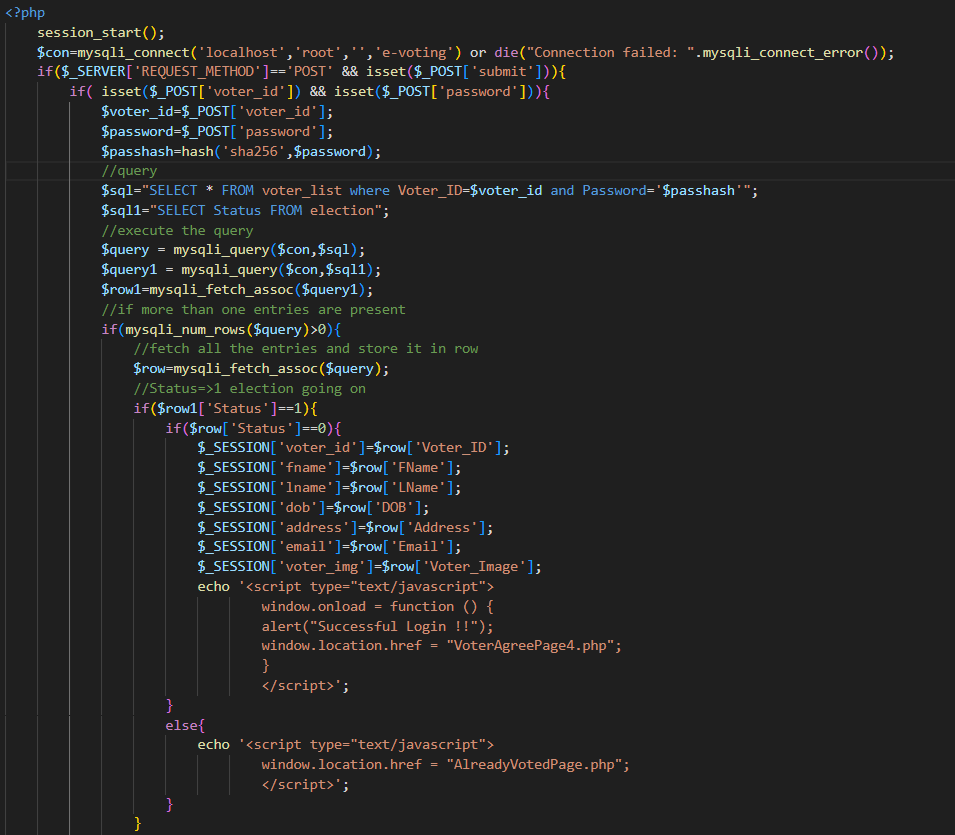 <?php
session_start();
$con=mysqli_connect('localhost','root','','e-voting') or die("Connection failed: ".mysqli_connect_error());
if($_SERVER['REQUEST_METHOD']=='POST' && isset($_POST['submit'])){
if( isset($_POST['voter_id']) && isset($_POST['password'])){
$voter_id=$_POST['voter_id'];
$password=$_POST['password'];
$passhash=hash('sha256',$password);
//query
$sql="SELECT * FROM voter_list where Voter_ID=$voter_id and Password='$passhash'";
$sql1="SELECT Status FROM election";
//execute the query
$query = mysqli_query($con,$sql);
$query1 = mysqli_query($con,$sql1);
$row1=mysqli_fetch_assoc($query1);
//if more than one entries are present
if(mysqli_num_rows($query)>0){
//fetch all the entries and store it in row
$row=mysqli_fetch_assoc($query);
//Status=>1 election going on
if($row1['Status']==1){
if($row['Status']==0){
$_SESSION['voter_id']=$row['Voter_ID'];
$_SESSION['fname']=$row['FName'];
$_SESSION['lname']=$row['LName'];
$_SESSION['dob']=$row['DOB'];
$_SESSION['address']=$row['Address'];
$_SESSION['email']=$row['Email'];
$_SESSION['voter_img']=$row['Voter_Image'];
echo '<script type="text/javascript">
window.onload = function () {
alert("Successful Login !!");
window.location.href = "VoterAgreePage4.php";
}
</script>';
}
else{
echo '<script type="text/javascript">
window.location.href = "AlreadyVotedPage.php";
</script>';
}
}